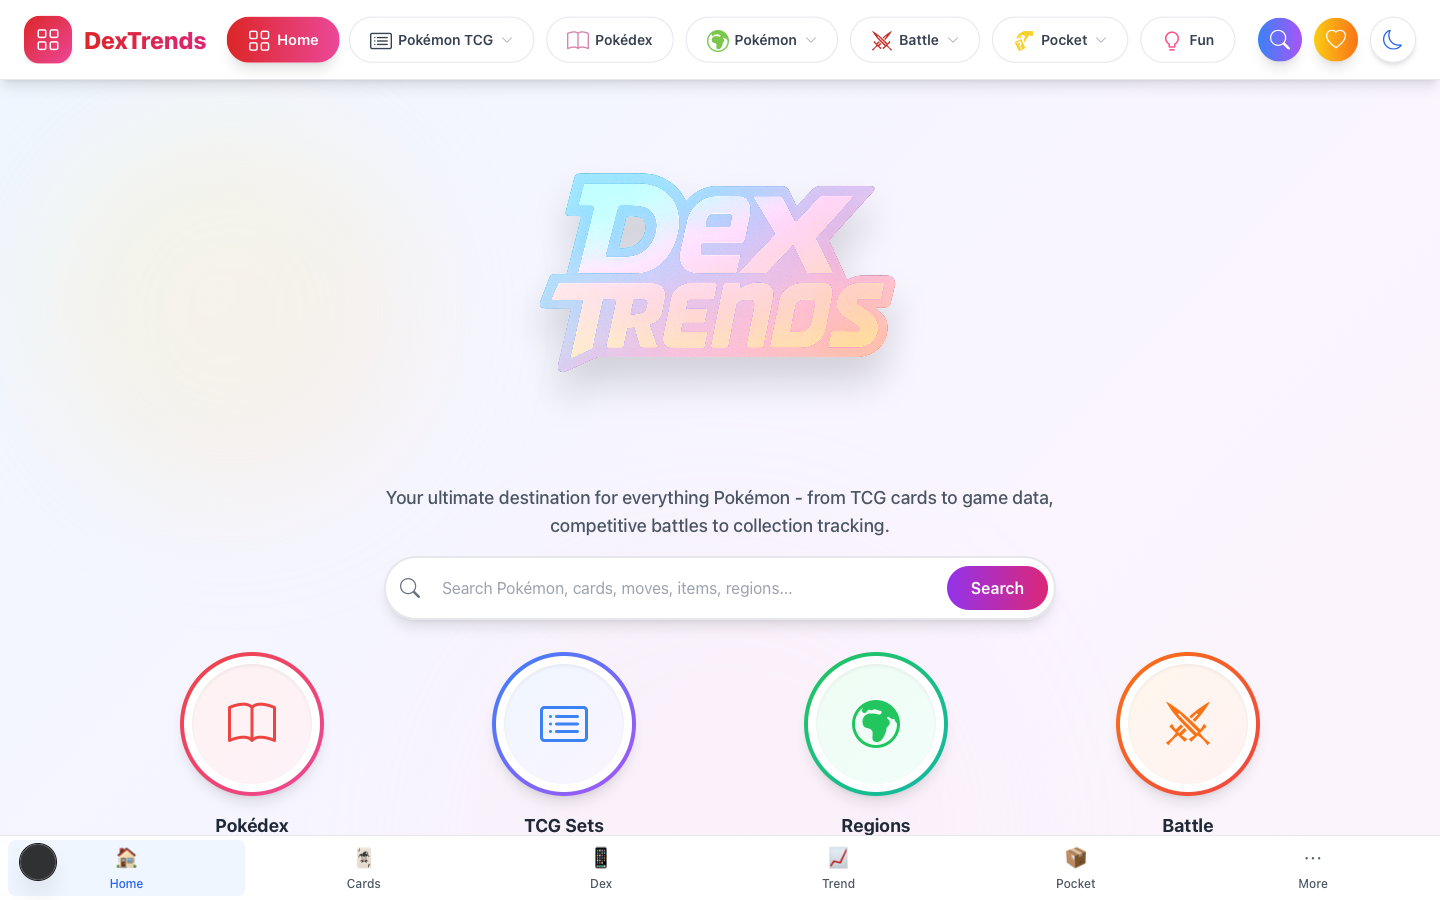 DexTrends
Home
Pokémon TCG
Pokédex
Pokémon
Battle
Pocket
Fun
Dex
TRENDS
Your ultimate destination for everything Pokémon - from TCG cards to game data,
competitive battles to collection tracking.
Search Pokémon, cards, moves, items, regions...
Search
Pokédex
TCG Sets
Regions
Battle
Home
Cards
Dex
Trend
Pocket
More